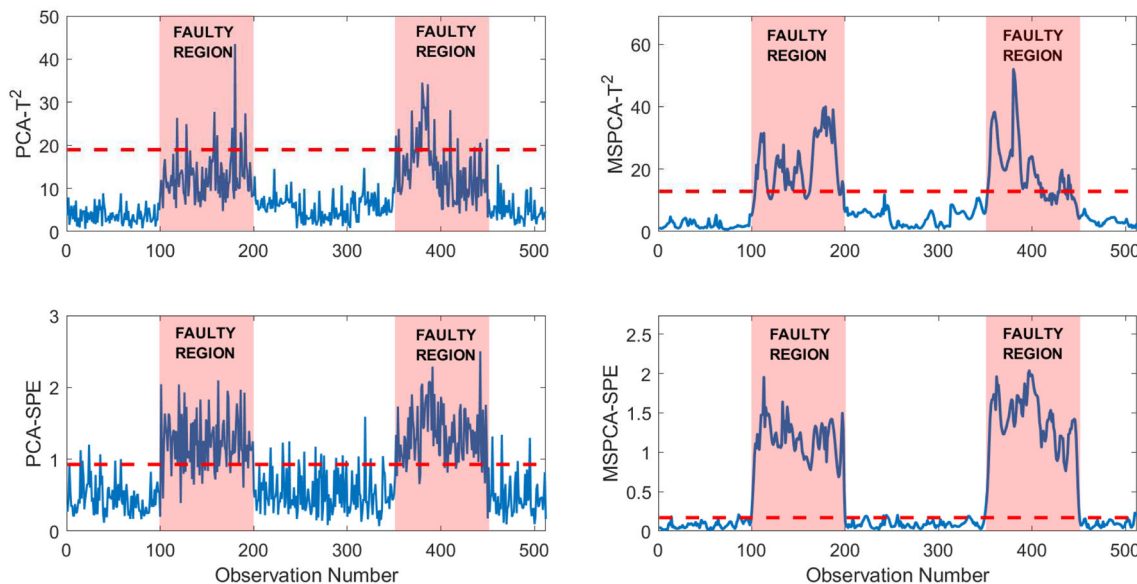 PCA-T²
50
40
30
20
10
0
FAULTY
REGION
FAULTY
REGION
0 100 200 300 400 500
MSPCA-T²
60
40
20
0
FAULTY
REGION
FAULTY
REGION
0 100 200 300 400 500
PCA-SPE
3
2
1
0
FAULTY
REGION
FAULTY
REGION
0 100 200 300 400 500
Observation Number
MSPCA-SPE
2.5
2
1.5
1
0.5
0
FAULTY
REGION
FAULTY
REGION
0 100 200 300 400 500
Observation Number